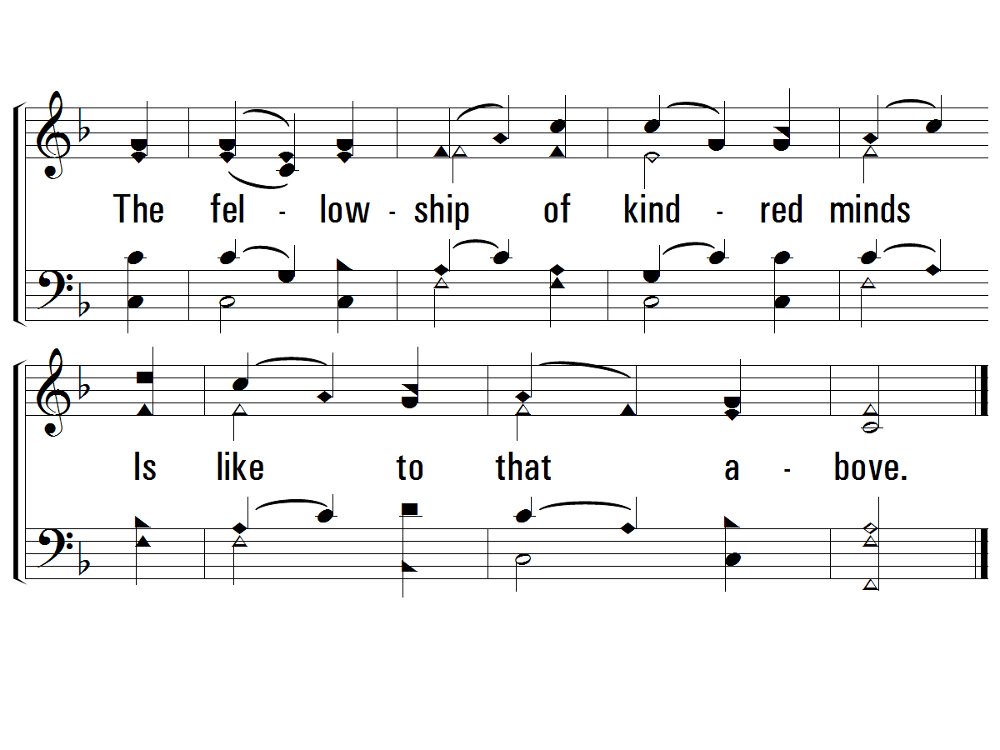 The fel - low - ship of kind - red minds
Is like to that a - bove.